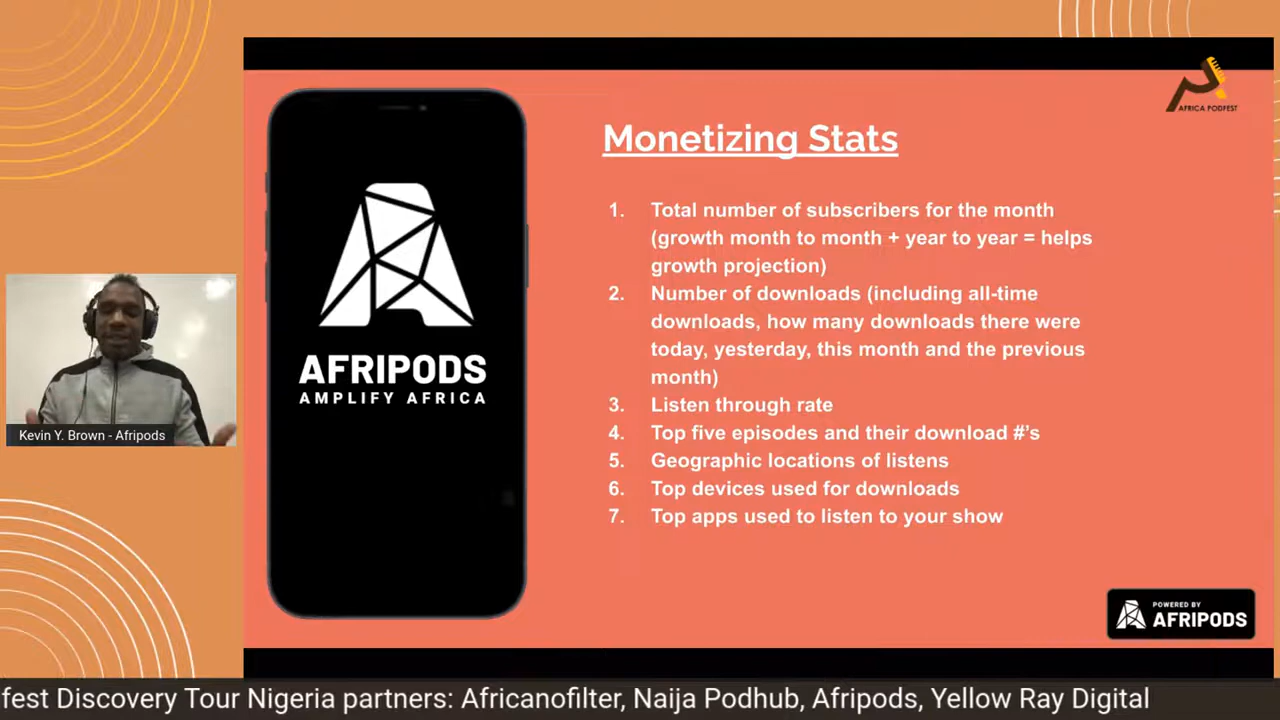 AFRICA PODFEST
Monetizing Stats
1. Total number of subscribers for the month
(growth month to month + year to year = helps
growth projection)
2. Number of downloads (including all-time
downloads, how many downloads there were
today, yesterday, this month and the previous
month)
3. Listen through rate
4. Top five episodes and their download #'s
5. Geographic locations of listens
6. Top devices used for downloads
7. Top apps used to listen to your show
AFRIPODS
AMPLIFY AFRICA
Kevin Y. Brown - Afripods
POWERED BY
AFRIPODS
fest Discovery Tour Nigeria partners: Africanofilter, Naija Podhub, Afripods, Yellow Ray Digital